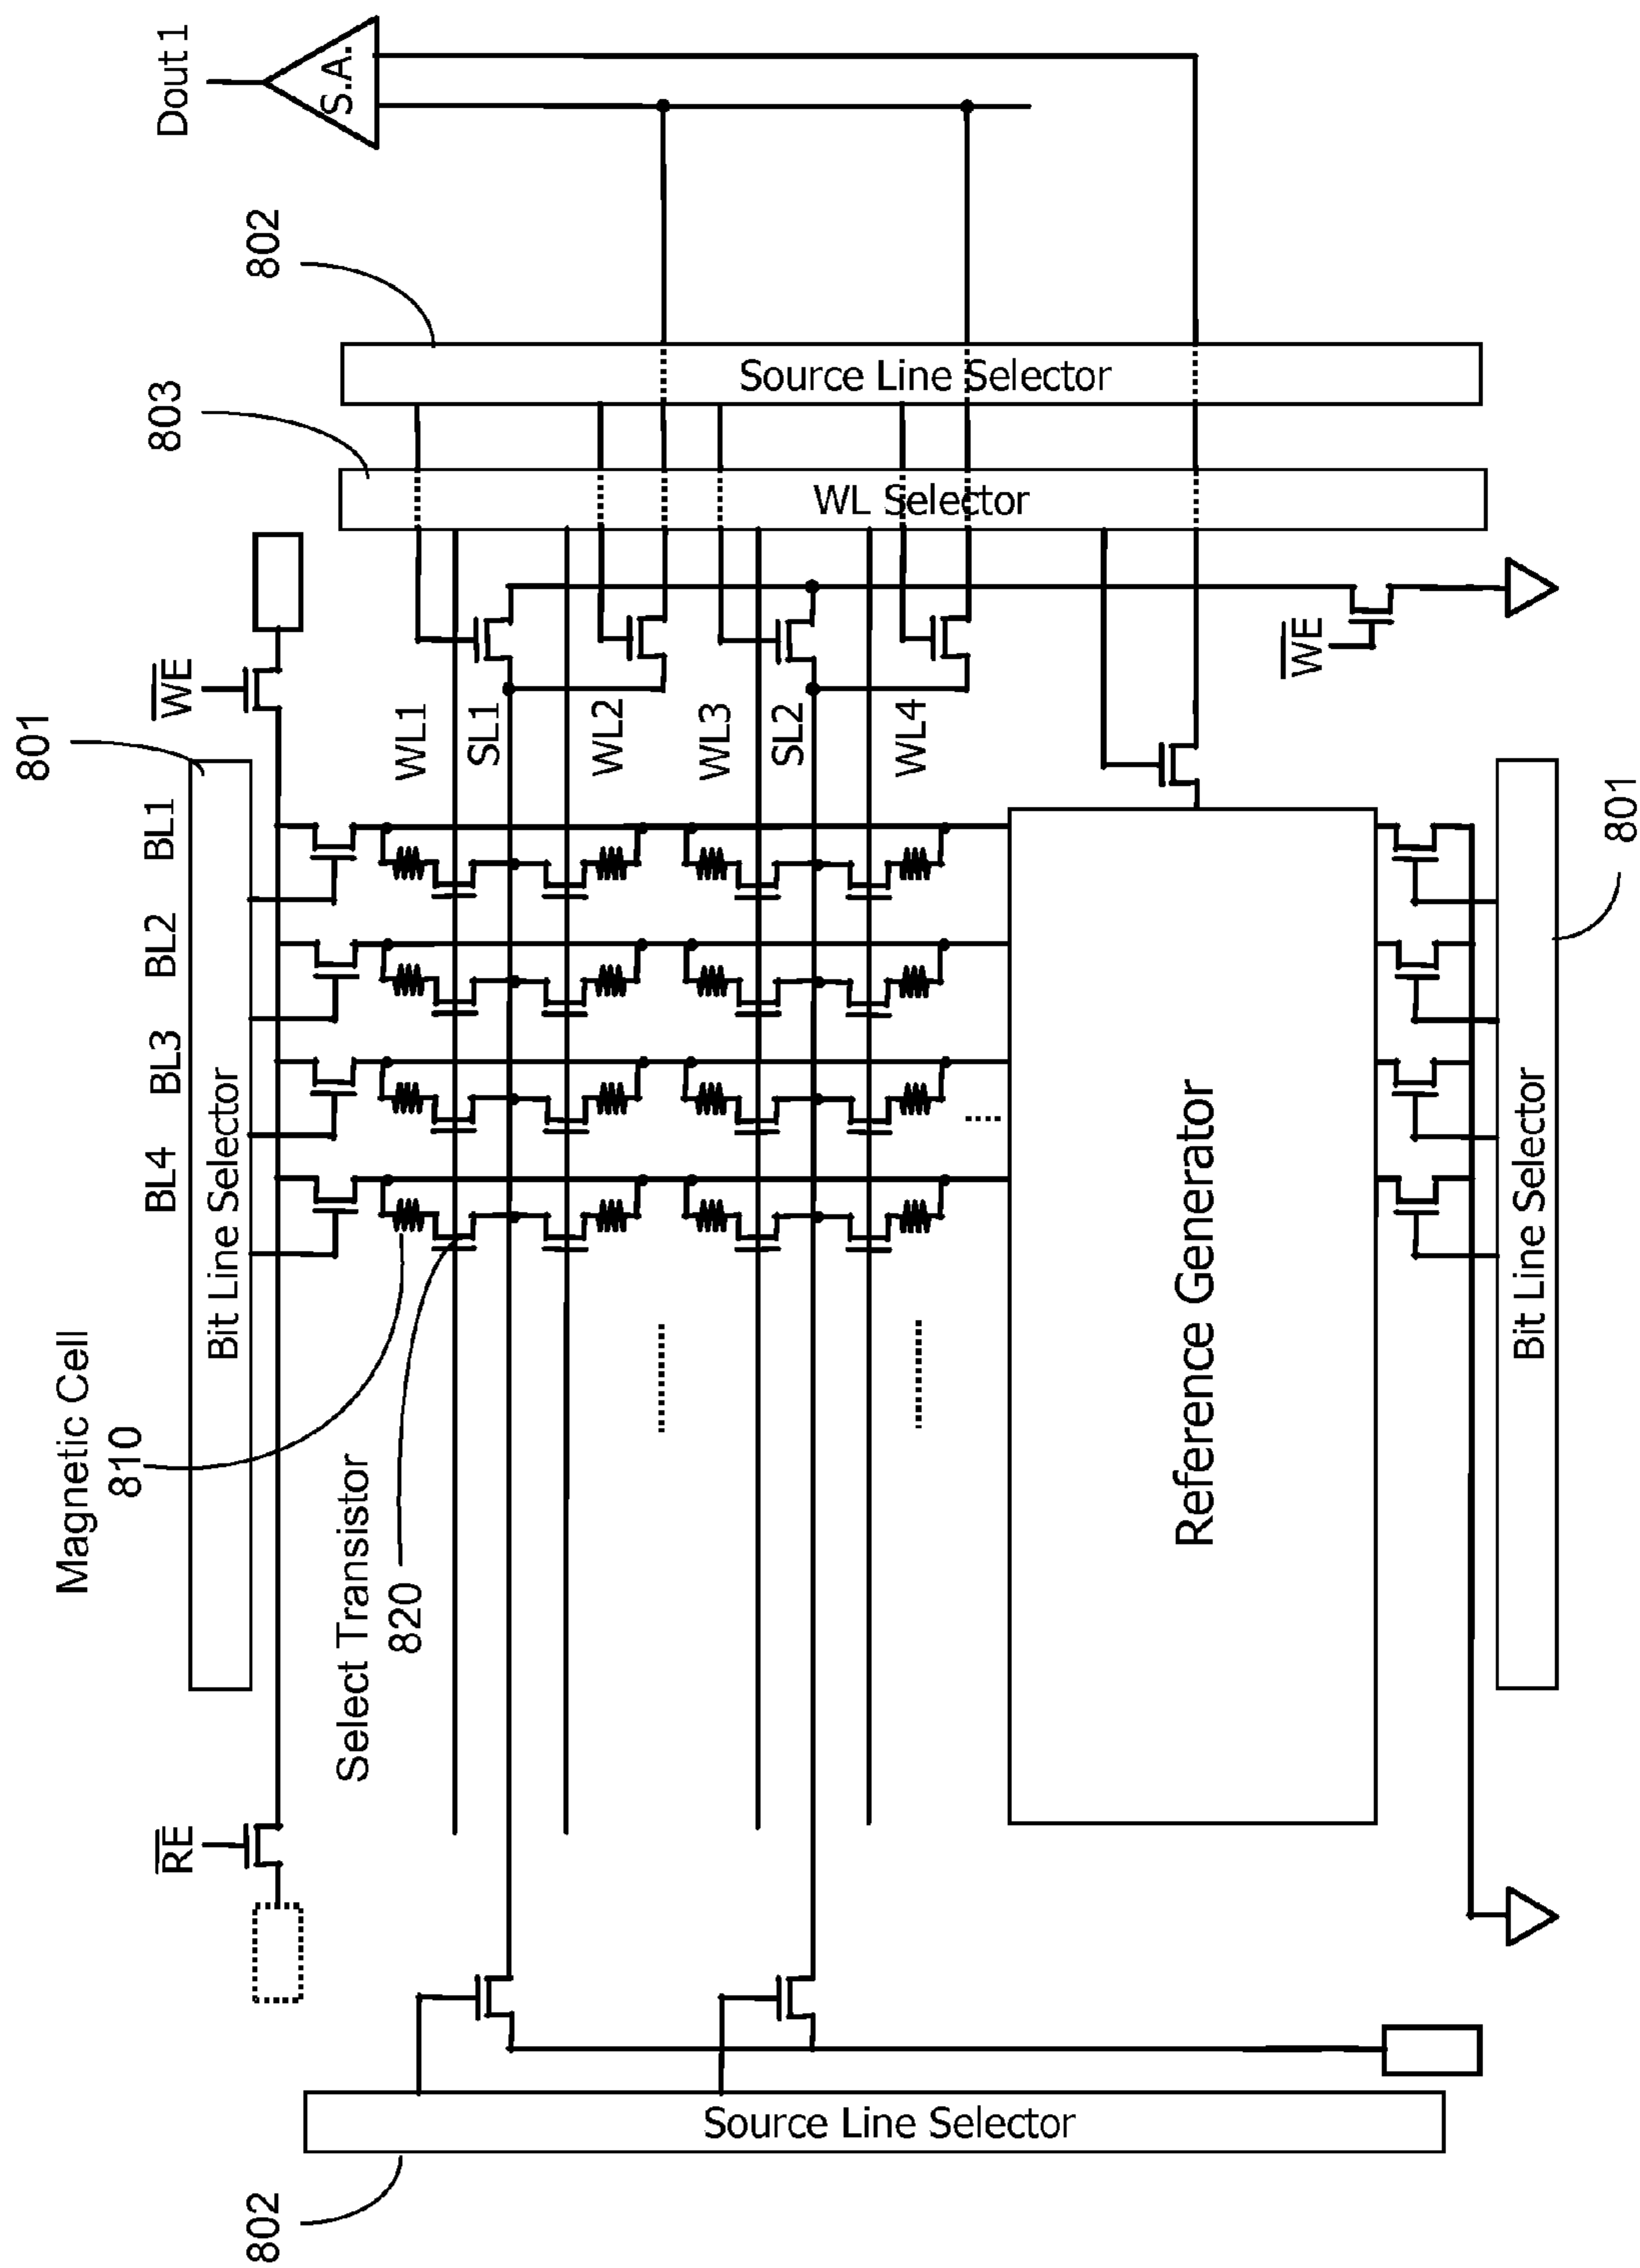 Dout1
S.A.
802
Source Line Selector
803
WL Selector
WE
801
WL1
SL1
WL2
WL3
SL2
WL4
WE
BL1
BL2
BL3
BL4
Bit Line Selector
801
Bit Line Selector
Reference Generator
Magnetic Cell
810
Select Transistor
820
RE
Source Line Selector
802